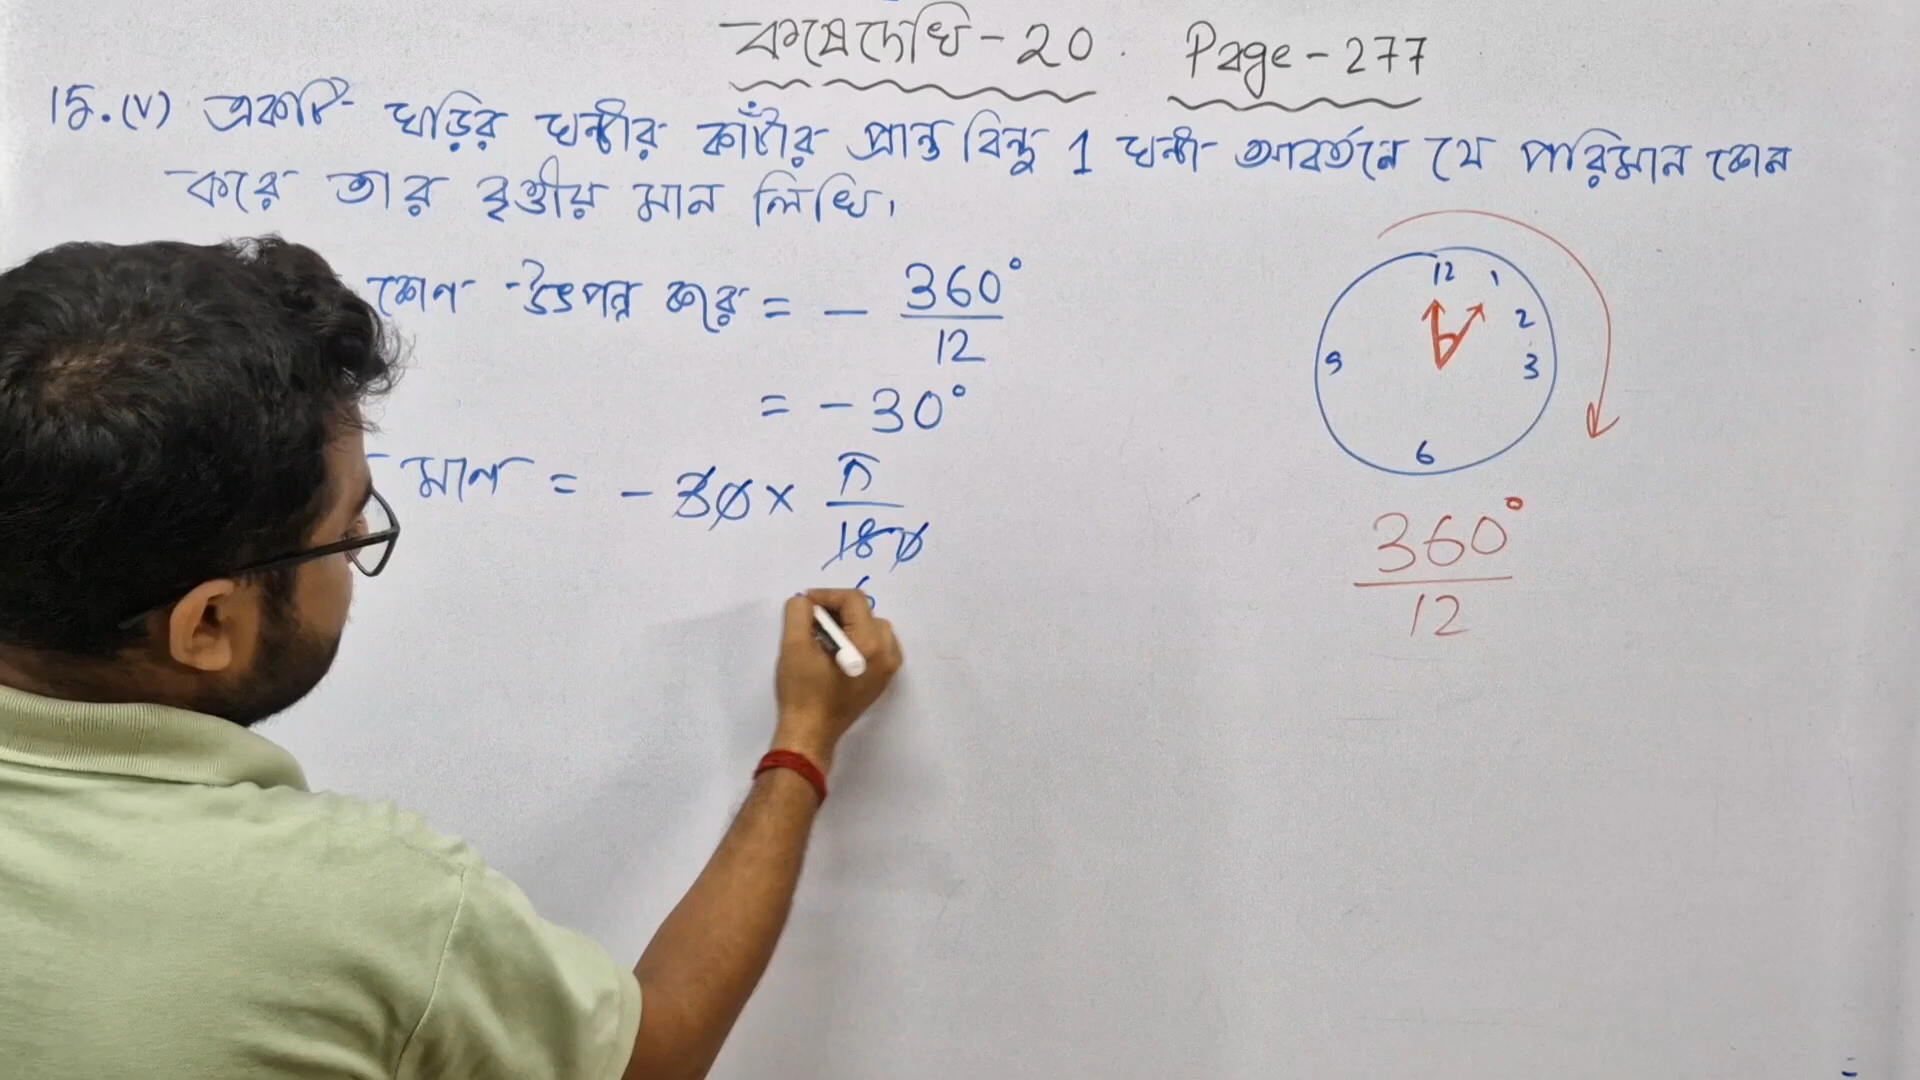 কষেদেখি - 20. Page - 277
15.(V) একটি ঘড়ির ঘন্টার কাঁটার প্রান্ত বিন্দু 1 ঘন্টা আবর্তনে যে পরিমান কোন
করে তার বৃত্তীয় মান লিখি।
কোণ উৎপন্ন করে = - 360° / 12
= - 30°
মান = - 30 × π / 180
6
12 1 2 3 6 9
360° / 12